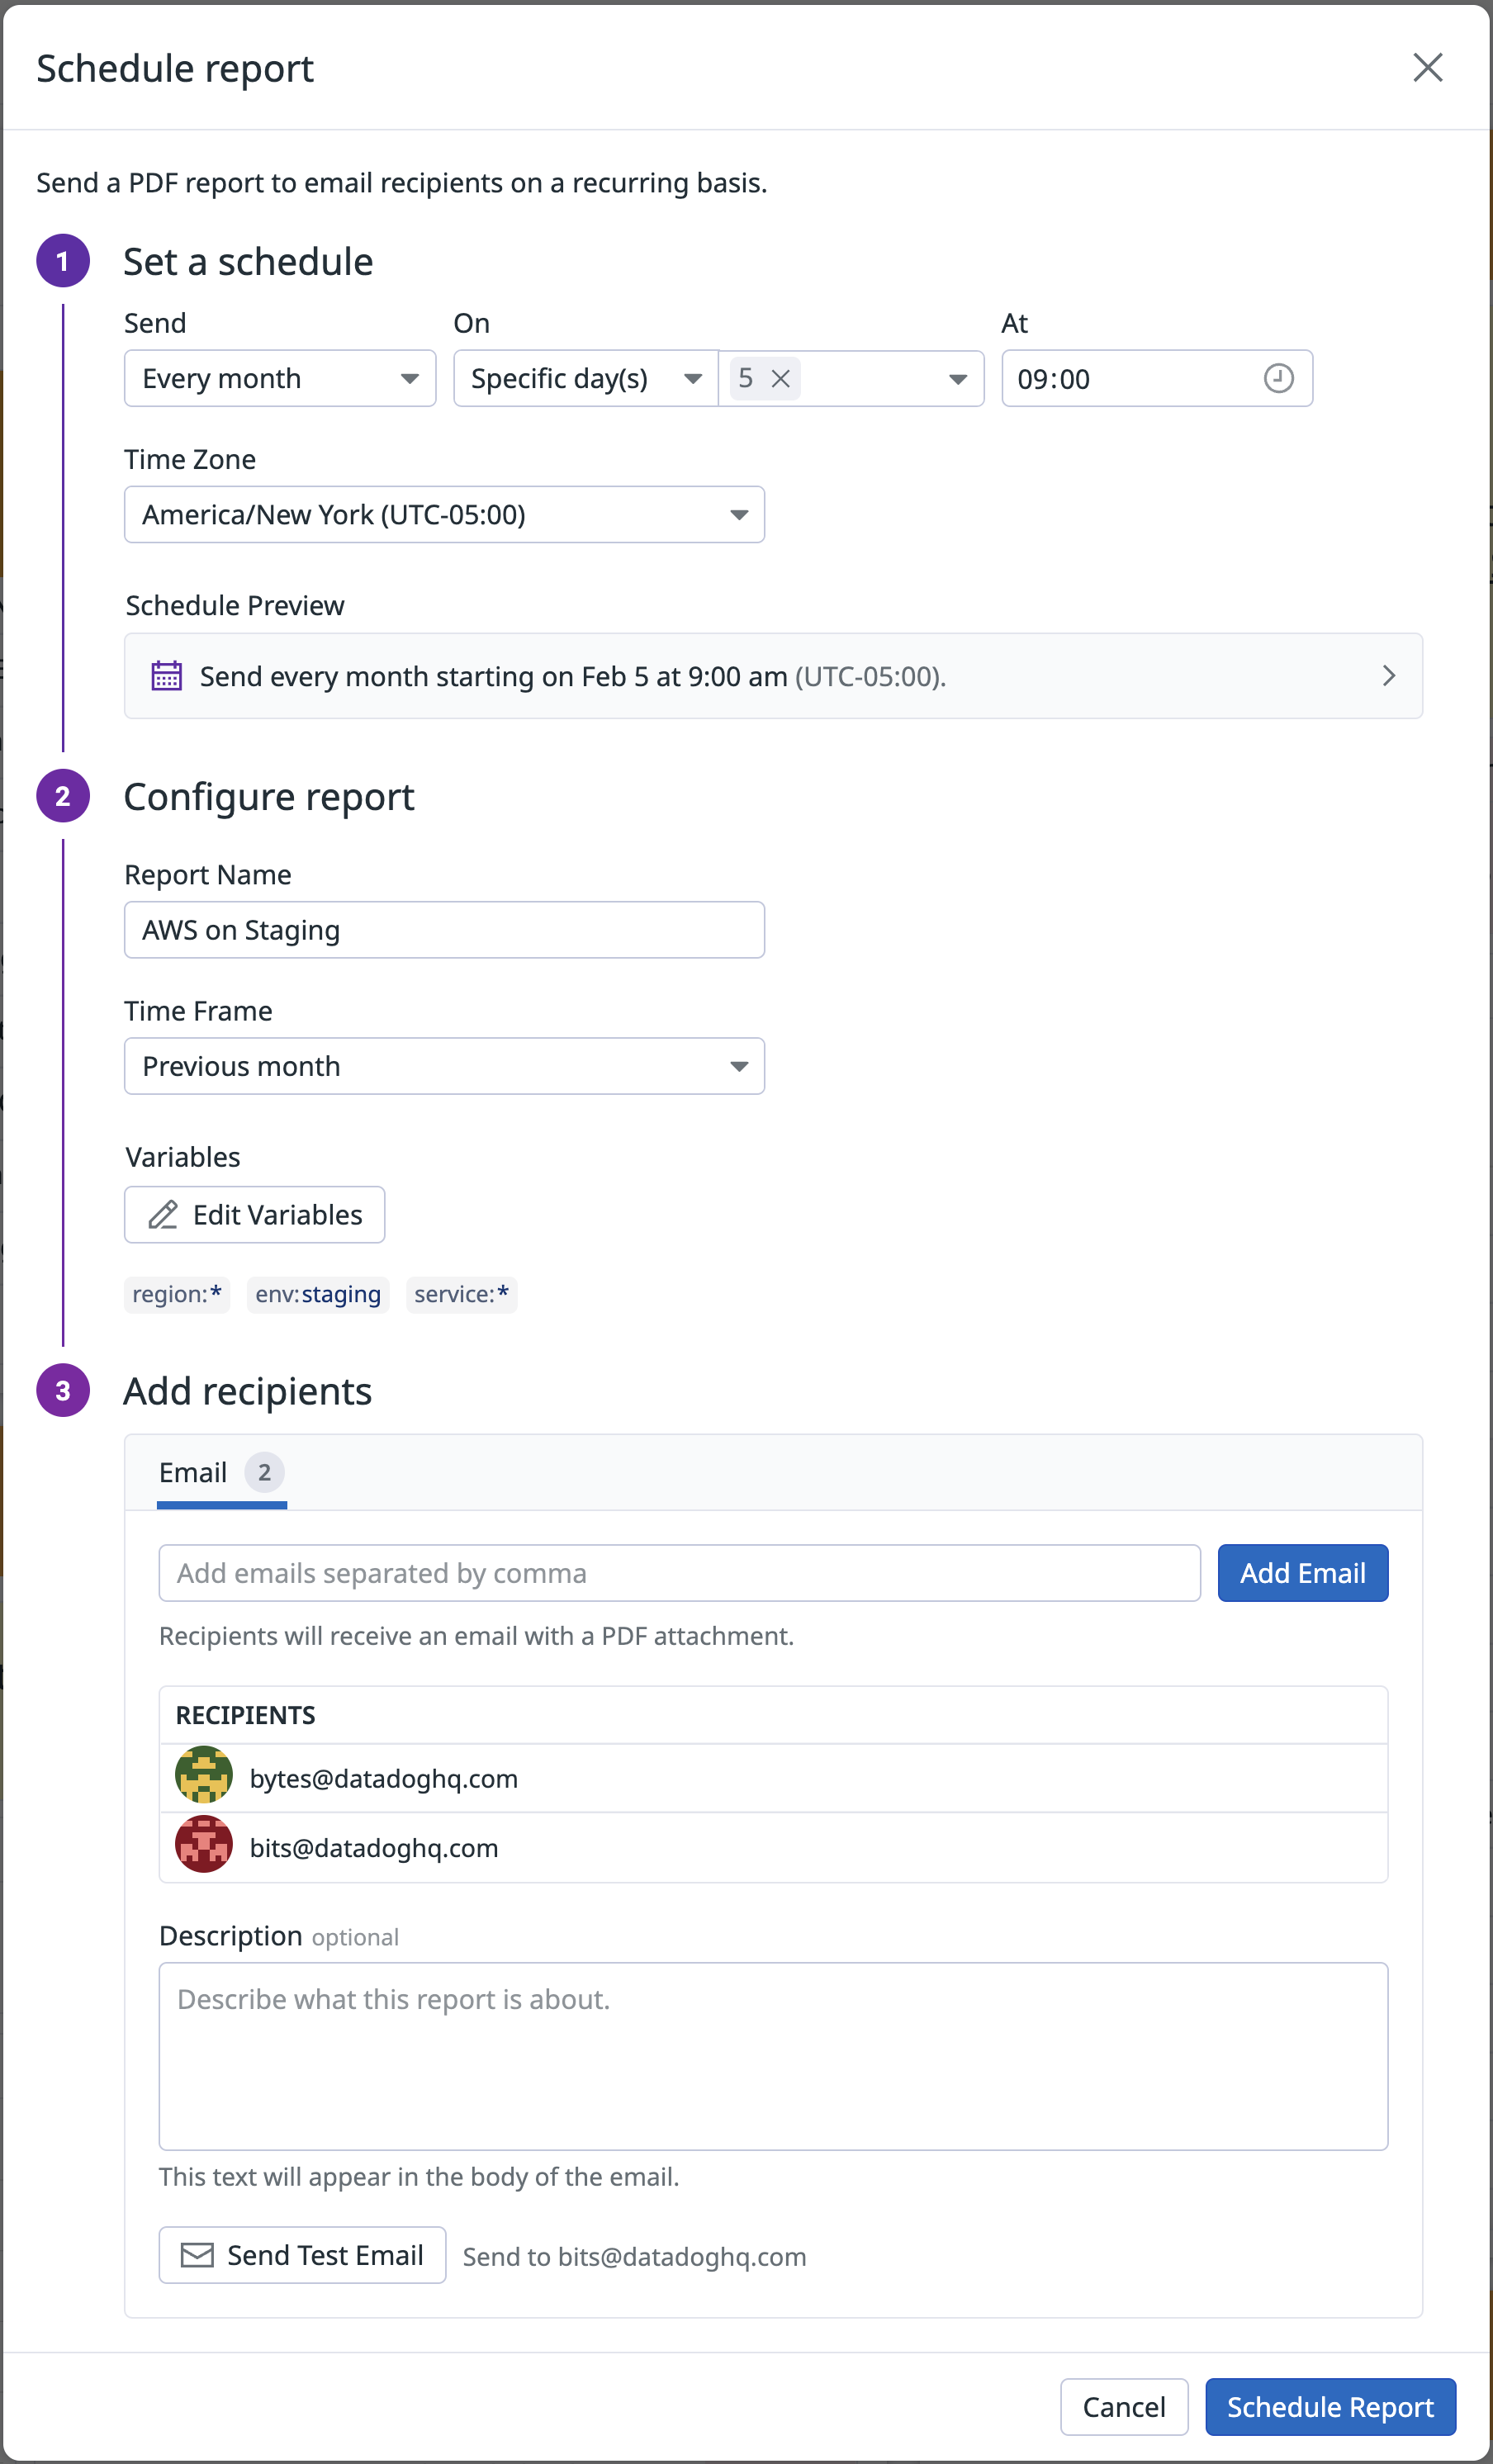 Schedule report
Send a PDF report to email recipients on a recurring basis.
1 Set a schedule
Send On At
Every month Specific day(s) 5 09:00
Time Zone
America/New York (UTC-05:00)
Schedule Preview
Send every month starting on Feb 5 at 9:00 am (UTC-05:00).
2 Configure report
Report Name
AWS on Staging
Time Frame
Previous month
Variables
Edit Variables
region:* env:staging service:*
3 Add recipients
Email 2
Add emails separated by comma Add Email
Recipients will receive an email with a PDF attachment.
RECIPIENTS
bytes@datadoghq.com
bits@datadoghq.com
Description optional
Describe what this report is about.
This text will appear in the body of the email.
Send Test Email Send to bits@datadoghq.com
Cancel Schedule Report